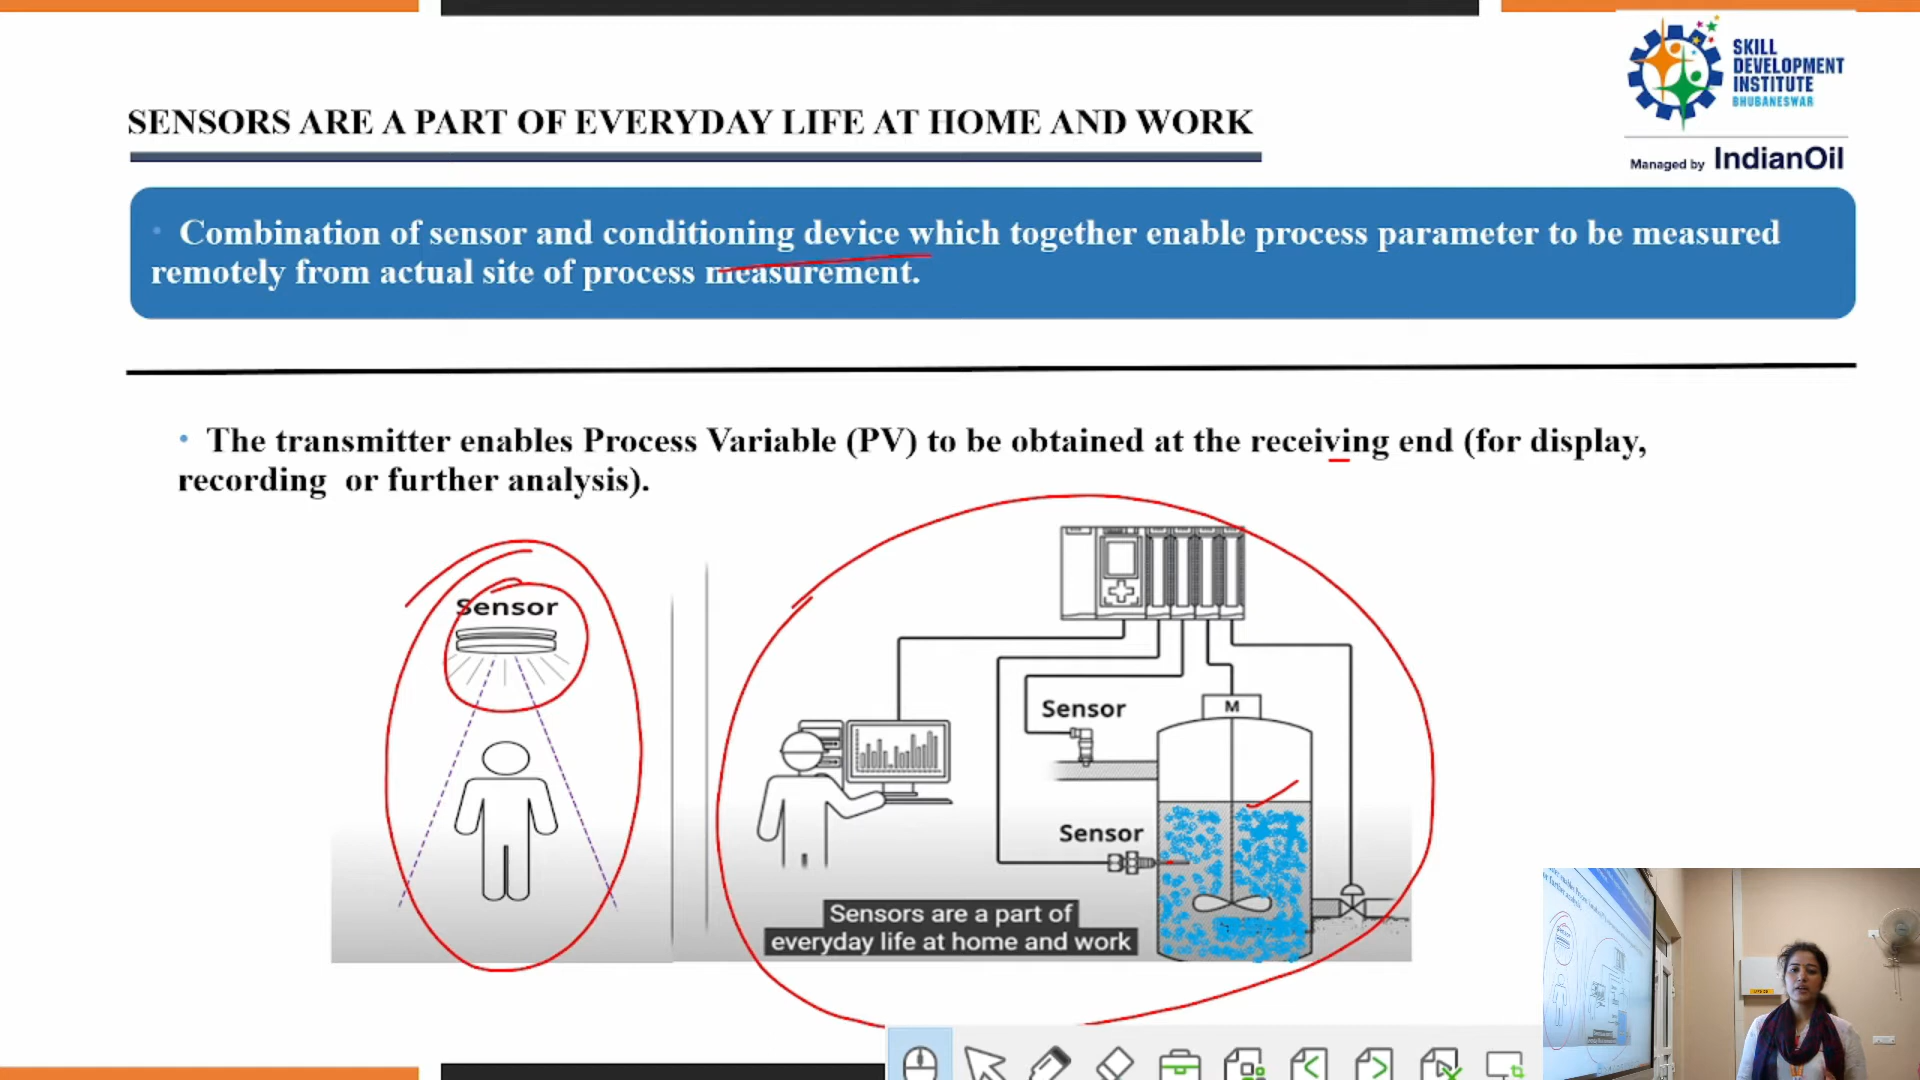 SKILL
DEVELOPMENT
INSTITUTE
BHUBANESWAR
Managed by IndianOil
SENSORS ARE A PART OF EVERYDAY LIFE AT HOME AND WORK
• Combination of sensor and conditioning device which together enable process parameter to be measured
remotely from actual site of process measurement.
• The transmitter enables Process Variable (PV) to be obtained at the receiving end (for display,
recording or further analysis).
Sensor
Sensor
M
Sensor
Sensors are a part of
everyday life at home and work